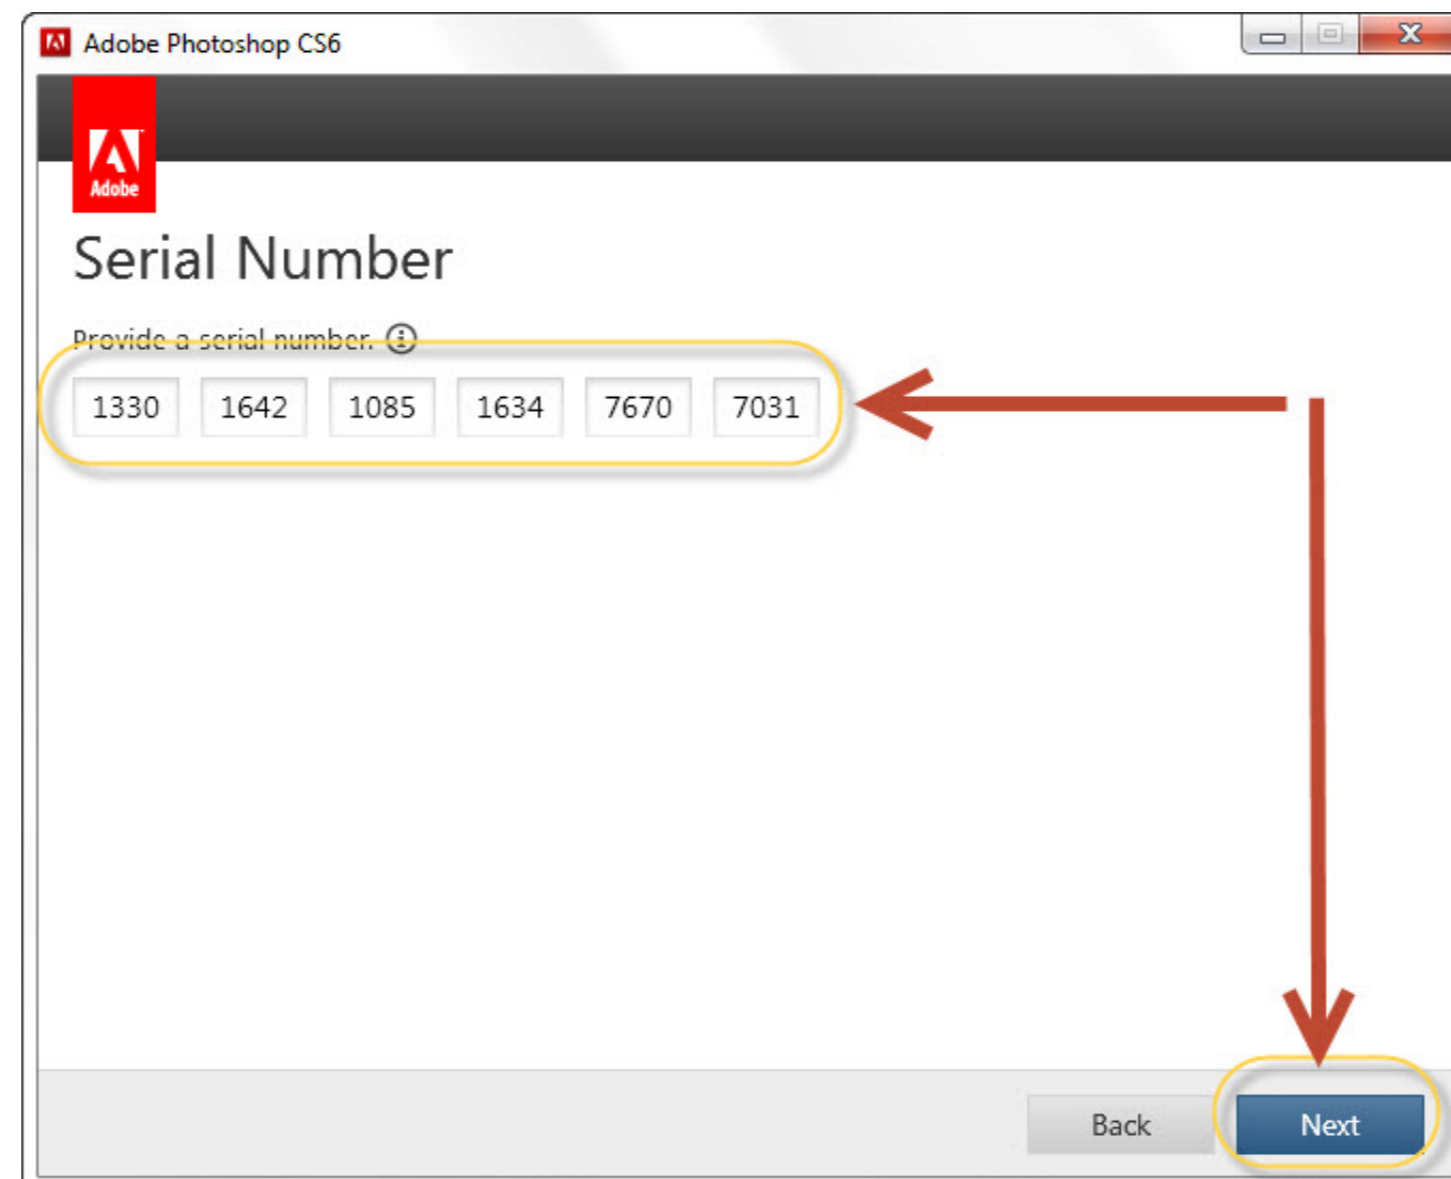 Adobe Photoshop CS6
Adobe
Serial Number
Provide a serial number.
1330 1642 1085 1634 7670 7031
Back Next